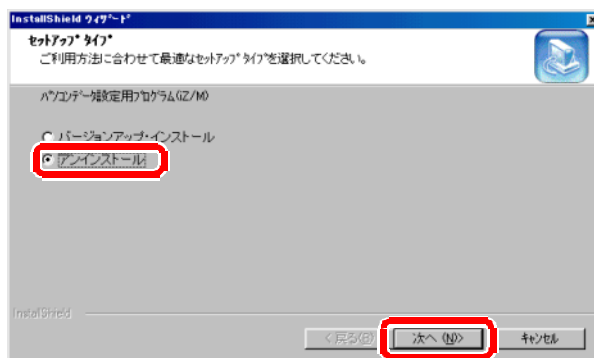 InstallShield ウィザード
セットアップ タイプ
ご利用方法に合わせて最適なセットアップ タイプを選択してください。
パソコンデータ設定用プログラム(iZ/M)
バージョンアップ・インストール
アンインストール
InstallShield
< 戻る(B) 次へ (N)> キャンセル